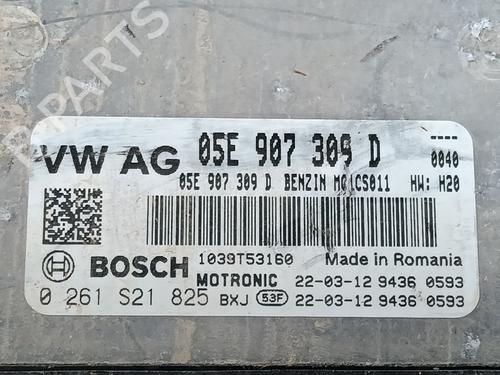 VW AG 05E 907 309 D
0040
05E 907 309 D BENZIN MG1CS011 HW: H20
1039T53160 Made in Romania
BOSCH
MOTRONIC 22-03-12 9436 0593
0 261 S21 825 BXJ 53F 22-03-12 9436 0593
B-PARTS